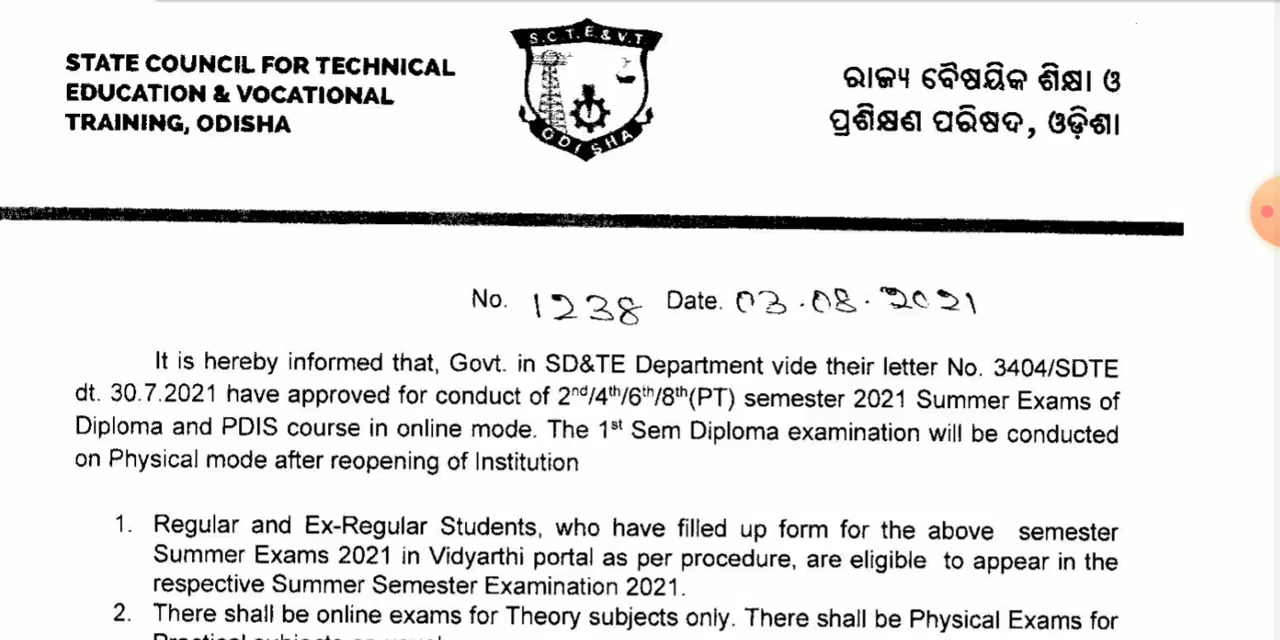 STATE COUNCIL FOR TECHNICAL
EDUCATION & VOCATIONAL
TRAINING, ODISHA
S.C.T.E & V.T.
ODISHA
ରାଜ୍ୟ ବୈଷୟିକ ଶିକ୍ଷା ଓ
ପ୍ରଶିକ୍ଷଣ ପରିଷଦ, ଓଡ଼ିଶା
No. 1238 Date. 03.08.2021
It is hereby informed that, Govt. in SD&TE Department vide their letter No. 3404/SDTE
dt. 30.7.2021 have approved for conduct of 2nd/4th/6th/8th(PT) semester 2021 Summer Exams of
Diploma and PDIS course in online mode. The 1st Sem Diploma examination will be conducted
on Physical mode after reopening of Institution
1. Regular and Ex-Regular Students, who have filled up form for the above semester
Summer Exams 2021 in Vidyarthi portal as per procedure, are eligible to appear in the
respective Summer Semester Examination 2021.
2. There shall be online exams for Theory subjects only. There shall be Physical Exams for